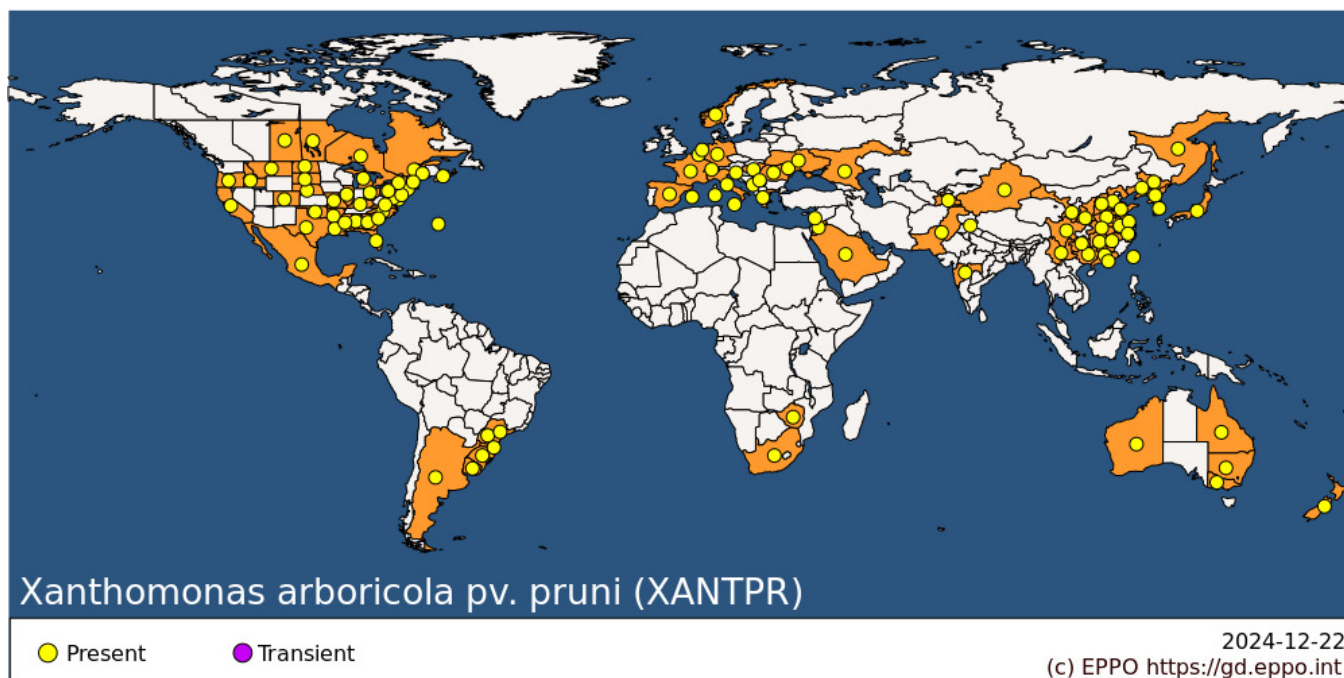 Xanthomonas arboricola pv. pruni (XANTPR)
Present
Transient
2024-12-22
(c) EPPO https://gd.eppo.int